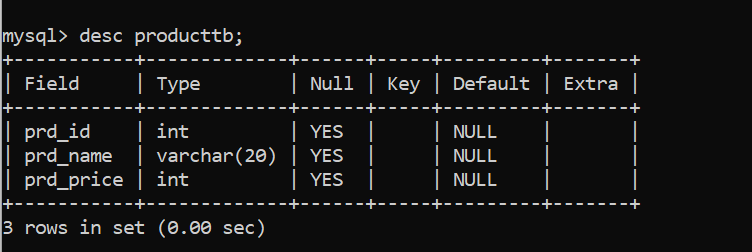 mysql> desc producttb;
+-----------+-------------+------+-----+---------+-------+
| Field     | Type        | Null | Key | Default | Extra |
+-----------+-------------+------+-----+---------+-------+
| prd_id    | int         | YES  |     | NULL    |       |
| prd_name  | varchar(20) | YES  |     | NULL    |       |
| prd_price | int         | YES  |     | NULL    |       |
+-----------+-------------+------+-----+---------+-------+
3 rows in set (0.00 sec)